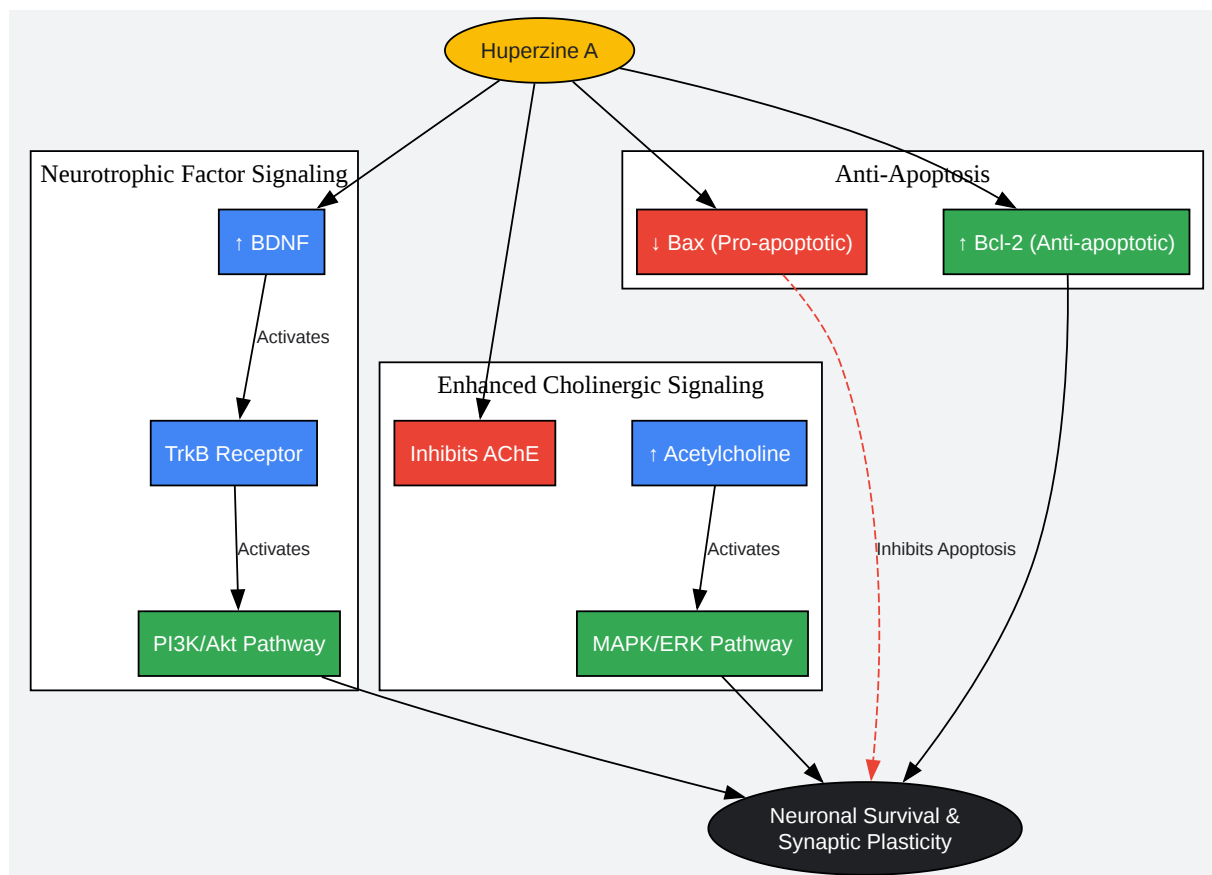 Huperzine A
Neurotrophic Factor Signaling
Anti-Apoptosis
↑ BDNF
↓ Bax (Pro-apoptotic)
↑ Bcl-2 (Anti-apoptotic)
Activates
Enhanced Cholinergic Signaling
TrkB Receptor
Inhibits AChE
↑ Acetylcholine
Activates
Activates
Inhibits Apoptosis
PI3K/Akt Pathway
MAPK/ERK Pathway
Neuronal Survival &
Synaptic Plasticity